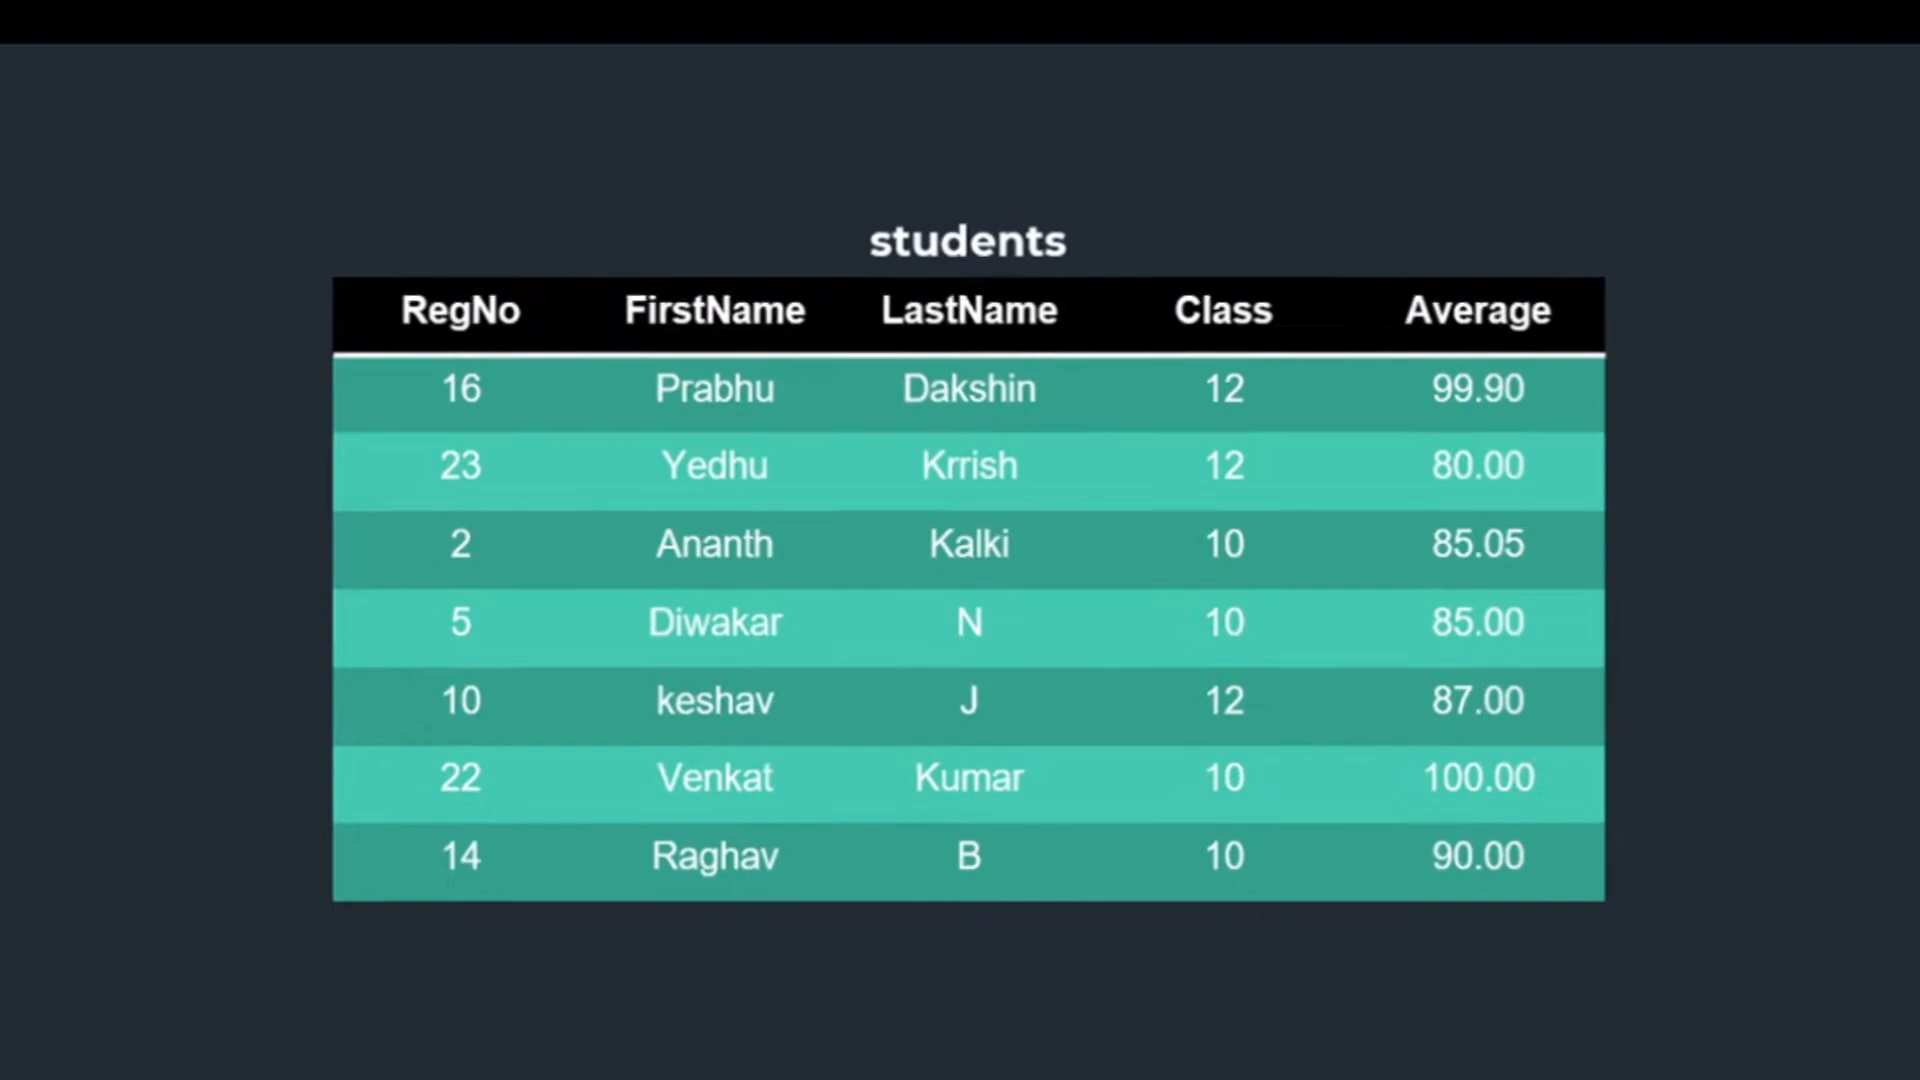 students
RegNo FirstName LastName Class Average
16 Prabhu Dakshin 12 99.90
23 Yedhu Krrish 12 80.00
2 Ananth Kalki 10 85.05
5 Diwakar N 10 85.00
10 keshav J 12 87.00
22 Venkat Kumar 10 100.00
14 Raghav B 10 90.00